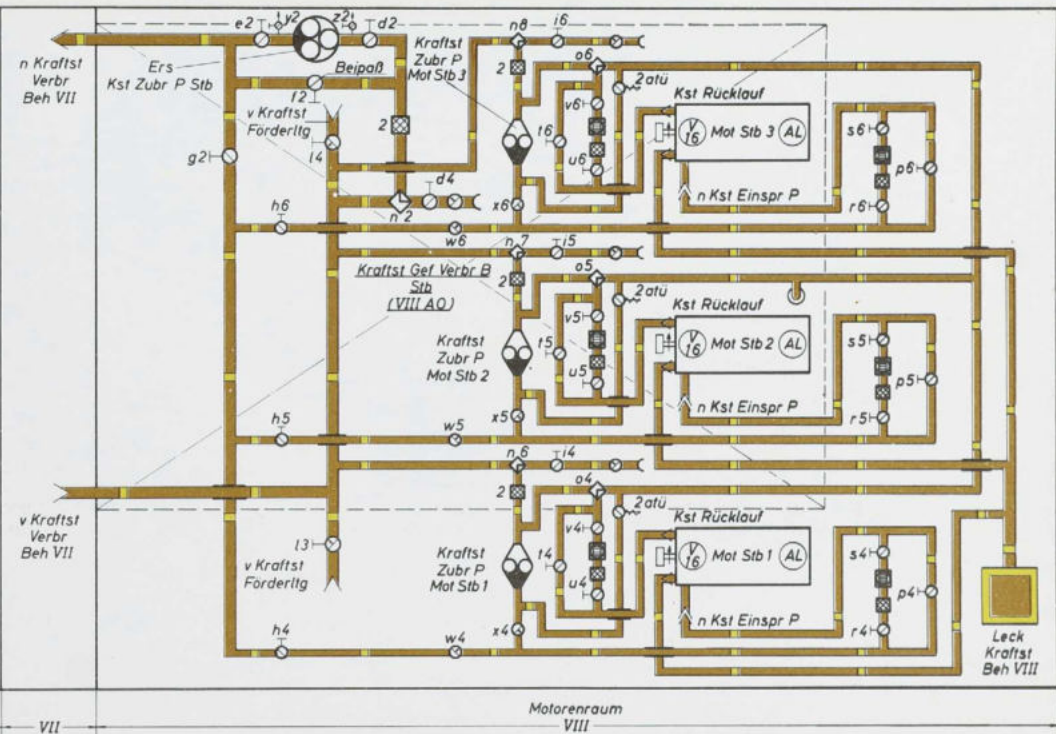 e2
y2
z2
d2
n8
i6
Kraftst
Zubr P
Mot Stb 3
n Kraftst
Verbr
Beh VII
Ers
Kst Zubr P Stb
Beipaß
f2
2
o6
2atü
Kst Rücklauf
v Kraftst
Förderltg
l4
2
v6
t6
u6
V
16
Mot Stb 3
AL
s6
p6
r6
g2
d4
n 2
n Kst Einspr P
x6
h6
w6
n 7
i5
Kraftst Gef Verbr B
Stb
(VIII AO)
2
o5
2atü
Kst Rücklauf
v5
t5
u5
Kraftst
Zubr P
Mot Stb 2
V
16
Mot Stb 2
AL
s5
p5
r5
n Kst Einspr P
x5
h5
w5
n 6
i4
v Kraftst
Verbr
Beh VII
2
o4
2atü
Kst Rücklauf
l3
v Kraftst
Förderltg
v4
t4
u4
Kraftst
Zubr P
Mot Stb 1
V
16
Mot Stb 1
AL
s4
p4
r4
n Kst Einspr P
x4
h4
w4
Leck
Kraftst
Beh VIII
Motorenraum
VII
VIII